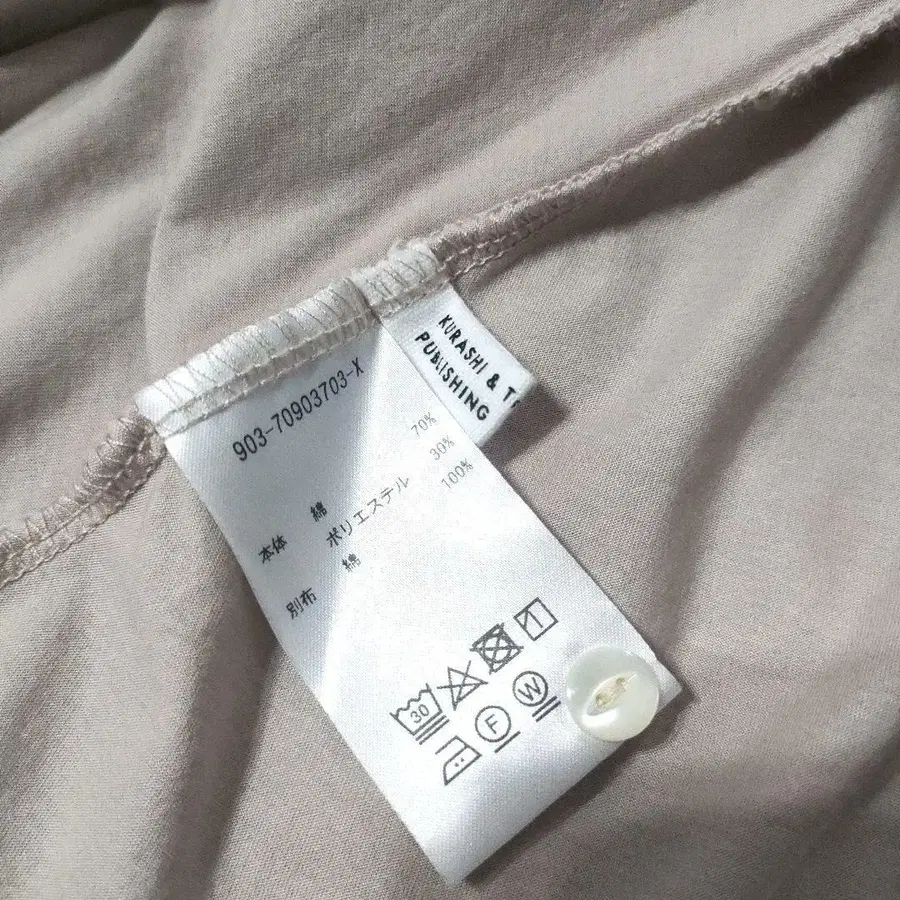 KURASHI & T
PUBLISHING
903-70903703-X
本体 綿 70%
ポリエステル 30%
別布 綿 100%
30
F W